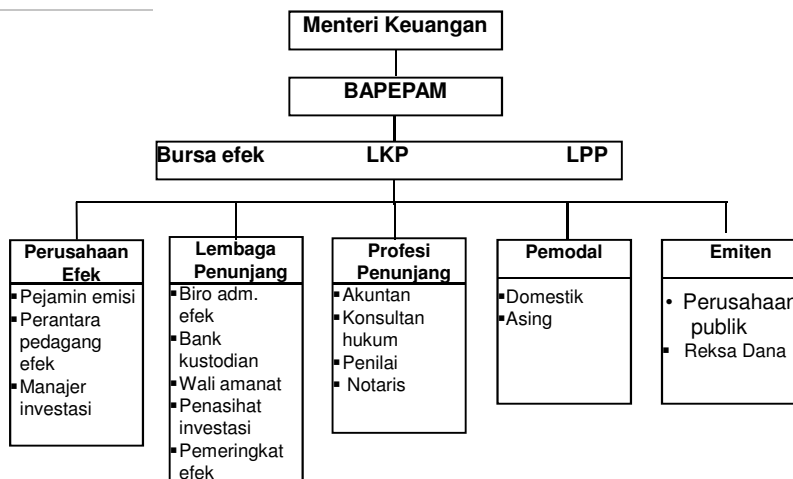 Menteri Keuangan
BAPEPAM
Bursa efek LKP LPP
Perusahaan
Efek
▪Pejamin emisi
▪Perantara
pedagang
efek
▪Manajer
investasi
Lembaga
Penunjang
▪Biro adm.
efek
▪Bank
kustodian
▪Wali amanat
▪Penasihat
investasi
▪Pemeringkat
efek
Profesi
Penunjang
▪Akuntan
▪Konsultan
hukum
▪Penilai
▪ Notaris
Pemodal
▪Domestik
▪Asing
Emiten
• Perusahaan
publik
▪ Reksa Dana